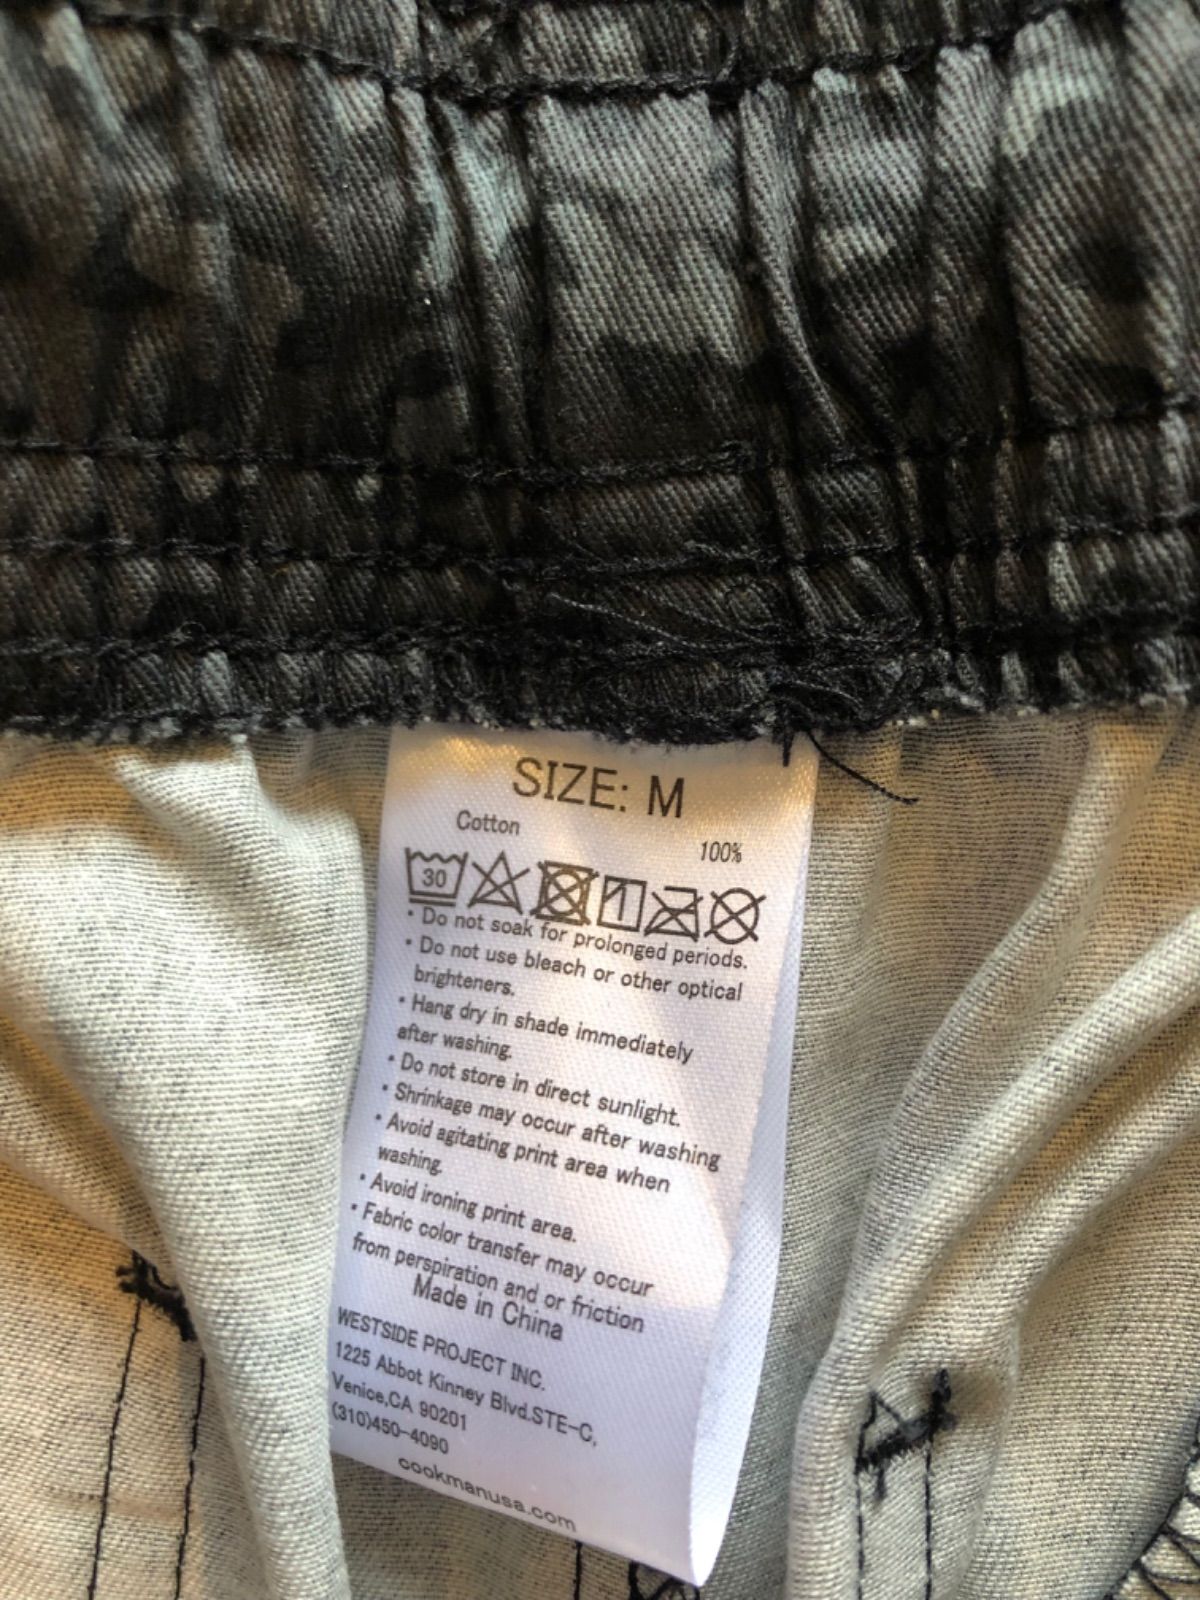 SIZE: M
Cotton
100%
30
• Do not soak for prolonged periods.
• Do not use bleach or other optical
brighteners.
• Hang dry in shade immediately
after washing.
• Do not store in direct sunlight.
• Shrinkage may occur after washing
• Avoid agitating print area when
washing.
• Avoid ironing print area.
• Fabric color transfer may occur
from perspiration and or friction
Made in China
WESTSIDE PROJECT INC.
1225 Abbot Kinney Blvd.STE-C,
Venice,CA 90201
(310)450-4090
cookmanusa.com